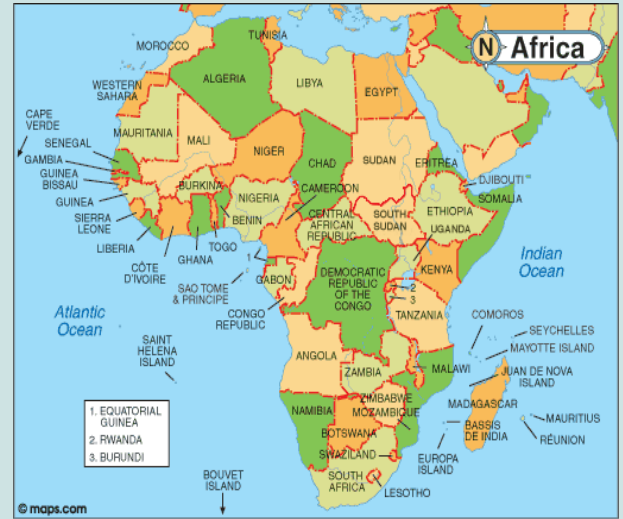 N Africa
MOROCCO
TUNISIA
ALGERIA
LIBYA
EGYPT
WESTERN
SAHARA
CAPE
VERDE
MAURITANIA
MALI
NIGER
CHAD
SUDAN
ERITREA
DJIBOUTI
SOMALIA
SENEGAL
GAMBIA
GUINEA
BISSAU
GUINEA
SIERRA
LEONE
LIBERIA
CÔTE
D'IVOIRE
GHANA
TOGO
BURKINA
NIGERIA
BENIN
CAMEROON
CENTRAL
AFRICAN
REPUBLIC
SOUTH
SUDAN
ETHIOPIA
UGANDA
KENYA
1
GABON
SAO TOME
& PRINCIPE
CONGO
REPUBLIC
DEMOCRATIC
REPUBLIC
OF THE
CONGO
2
3
TANZANIA
Indian
Ocean
Atlantic
Ocean
SAINT
HELENA
ISLAND
COMOROS
SEYCHELLES
MAYOTTE ISLAND
JUAN DE NOVA
ISLAND
ANGOLA
ZAMBIA
MALAWI
ZIMBABWE
MOZAMBIQUE
MADAGASCAR
MAURITIUS
RÉUNION
BASSIS
DE INDIA
EUROPA
ISLAND
NAMIBIA
BOTSWANA
SWAZILAND
SOUTH
AFRICA
LESOTHO
BOUVET
ISLAND
1. EQUATORIAL
GUINEA
2. RWANDA
3. BURUNDI
© maps.com